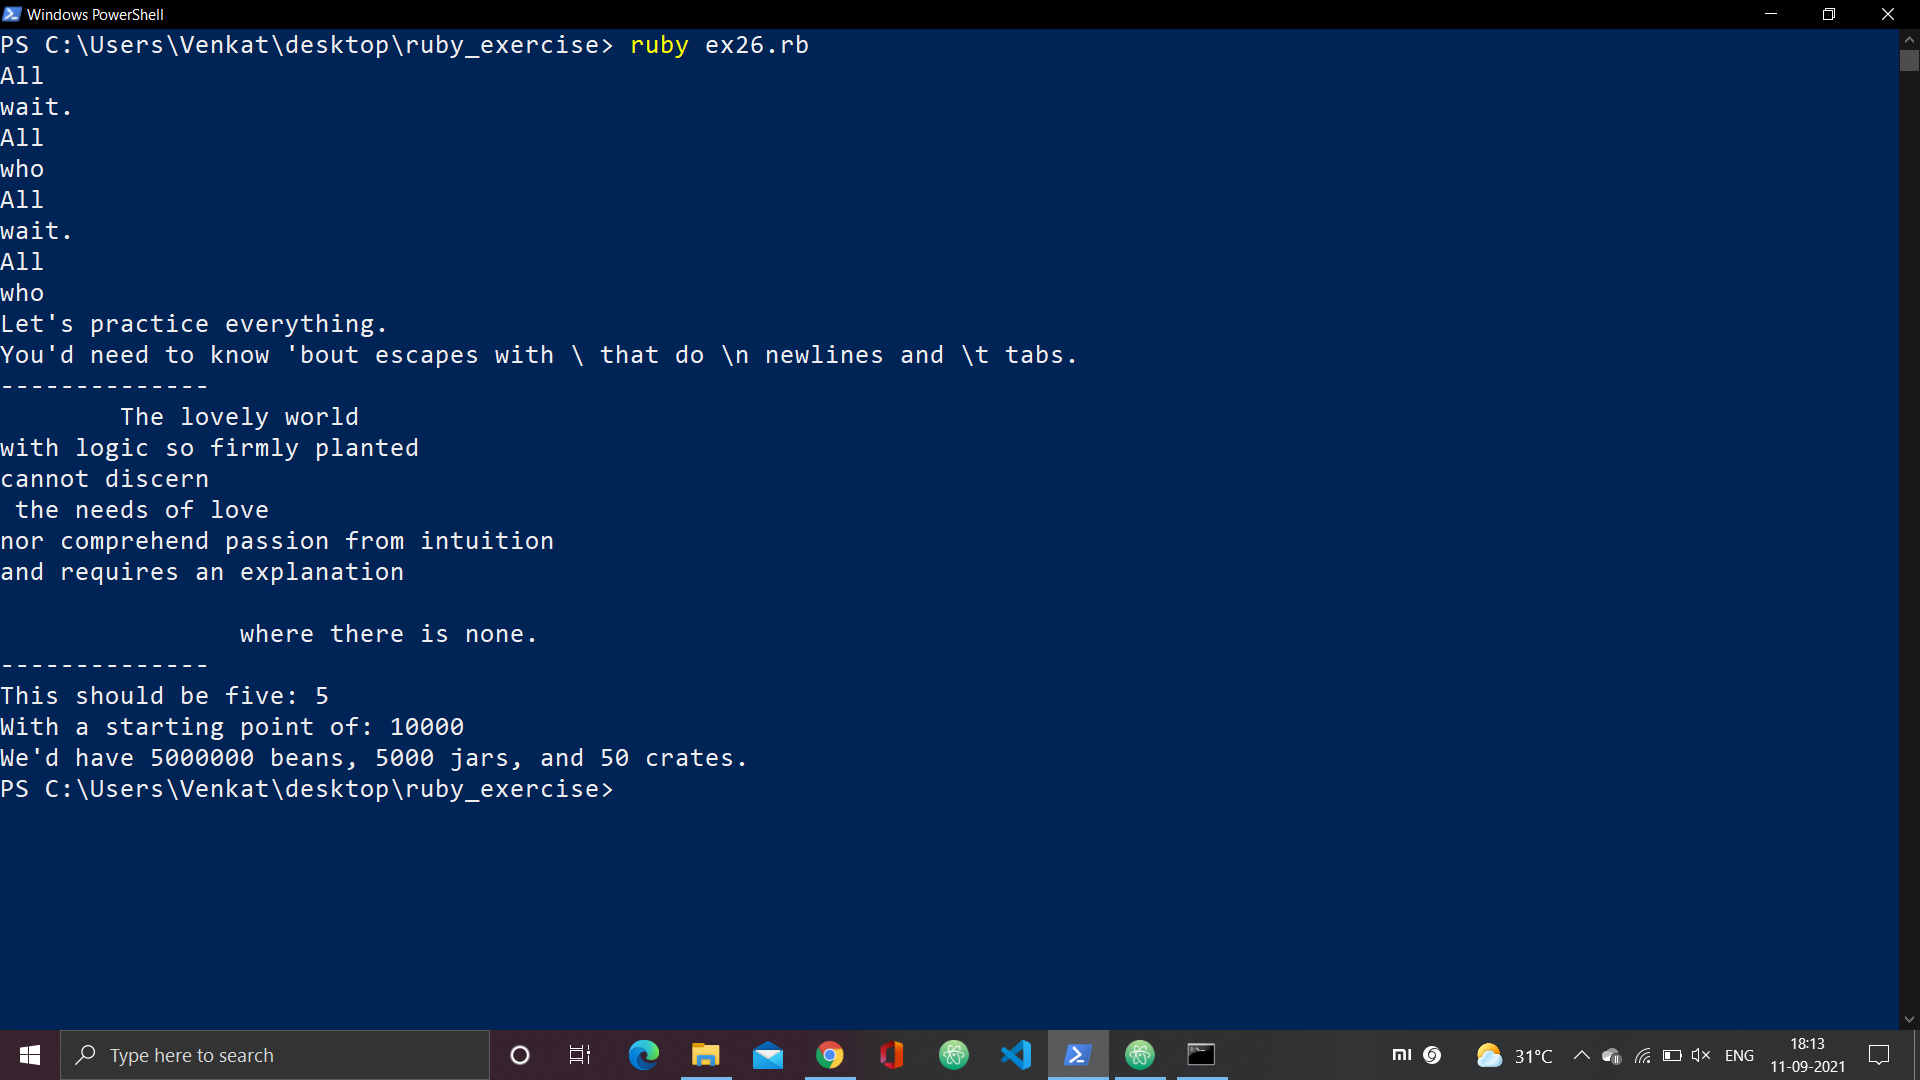 Windows PowerShell
PS C:\Users\Venkat\desktop\ruby_exercise> ruby ex26.rb
All
wait.
All
who
All
wait.
All
who
Let's practice everything.
You'd need to know 'bout escapes with \ that do \n newlines and \t tabs.
--------------
        The lovely world
with logic so firmly planted
cannot discern
 the needs of love
nor comprehend passion from intuition
and requires an explanation

                where there is none.
--------------
This should be five: 5
With a starting point of: 10000
We'd have 5000000 beans, 5000 jars, and 50 crates.
PS C:\Users\Venkat\desktop\ruby_exercise>
Type here to search
31°C
ENG
18:13
11-09-2021